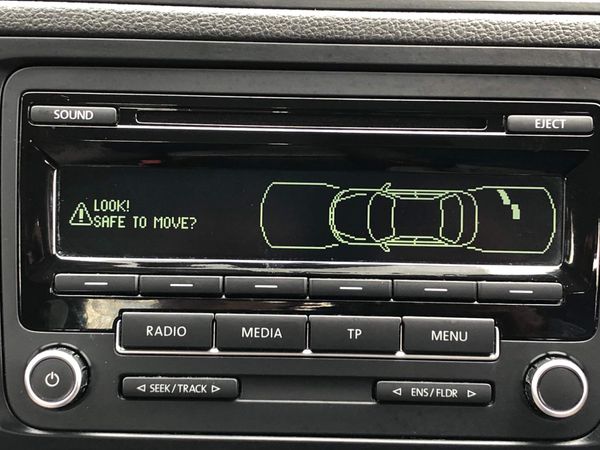 SOUND
EJECT
LOOK!
SAFE TO MOVE?
RADIO
MEDIA
TP
MENU
SEEK / TRACK
ENS / FLDR